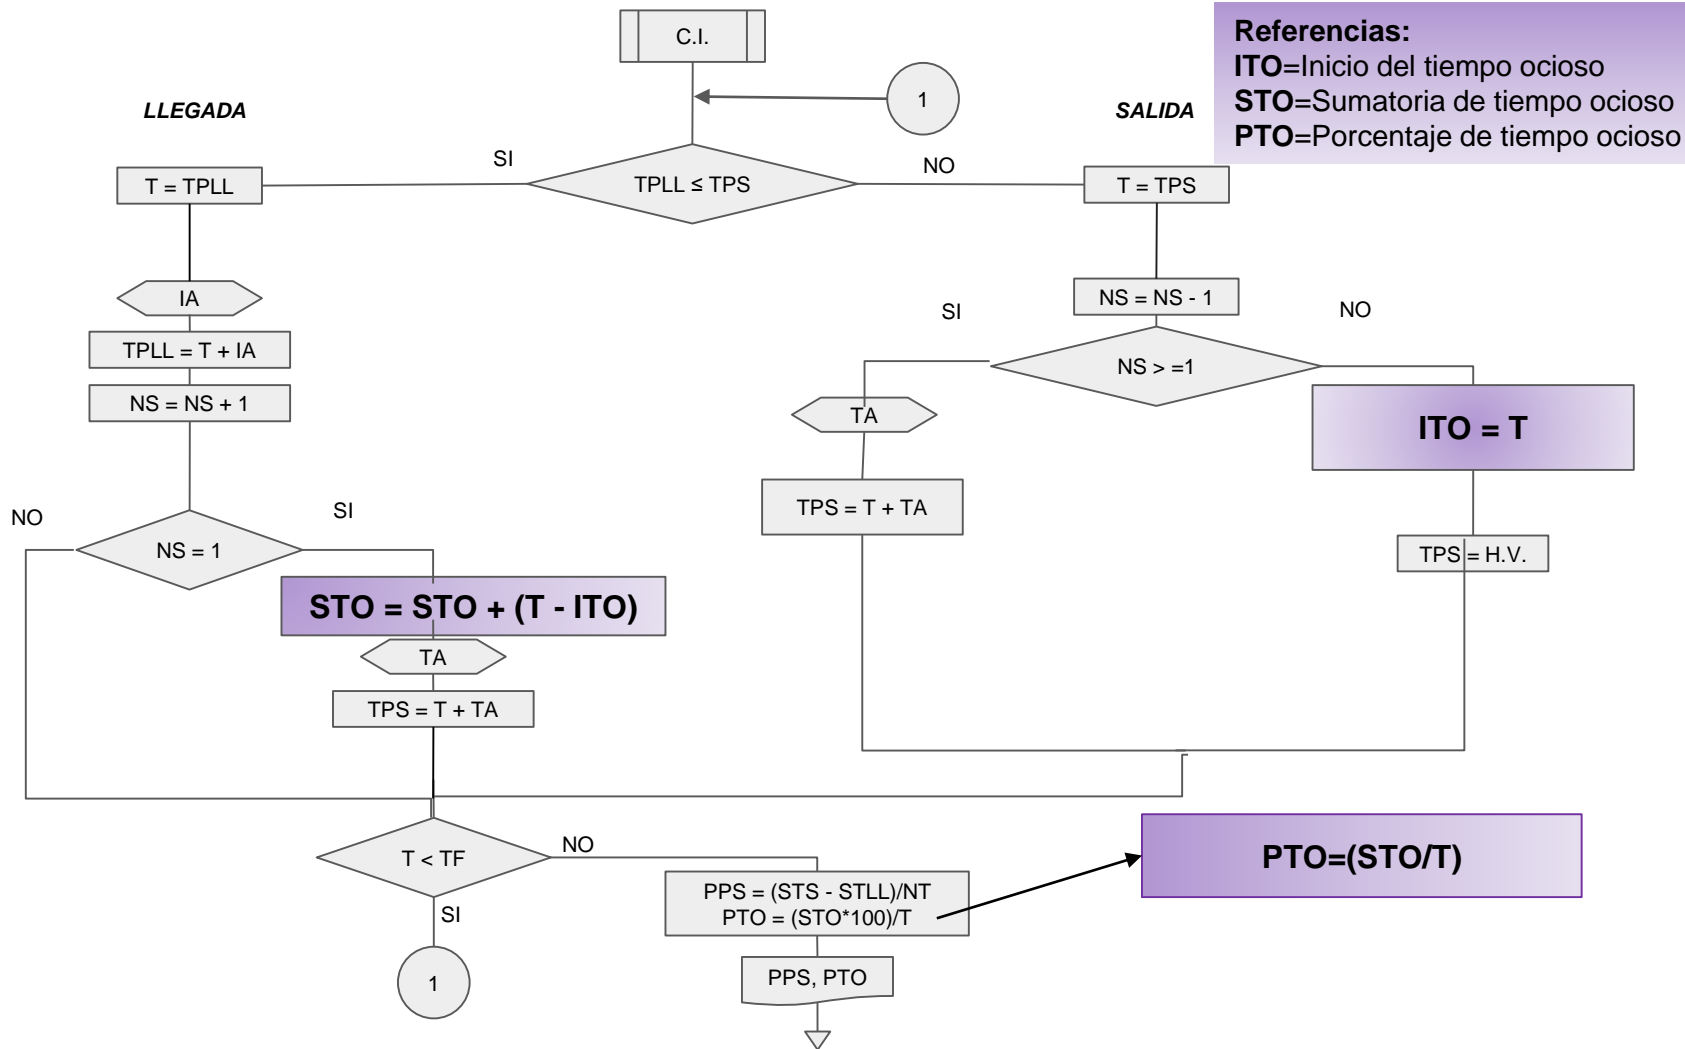 C.I.
1
Referencias:
ITO=Inicio del tiempo ocioso
STO=Sumatoria de tiempo ocioso
PTO=Porcentaje de tiempo ocioso
LLEGADA
SALIDA
SI
TPLL ≤ TPS
NO
T = TPLL
T = TPS
IA
TPLL = T + IA
NS = NS + 1
NO
NS = 1
SI
STO = STO + (T - ITO)
TA
TPS = T + TA
NS = NS - 1
SI
NS > =1
NO
TA
TPS = T + TA
ITO = T
TPS = H.V.
T < TF
NO
SI
1
PPS = (STS - STLL)/NT
PTO = (STO*100)/T
PTO=(STO/T)
PPS, PTO